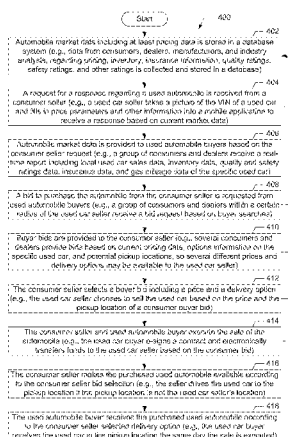 Start
400
402
Automobile market data including at least pricing data is stored in a database
system (e.g., data from consumers, dealers, manufacturers, and industry
analysis, regarding pricing, inventory, insurance information, quality ratings,
safety ratings, and other ratings is collected and stored in a database)
404
A request for a response regarding a used automobile is received from a
consumer seller (e.g., a used car seller takes a picture of the VIN of a used car
and fills in price parameters and other information into a mobile application to
receive a response based on current market data)
406
Automobile market data is provided to used automobile buyers based on the
consumer seller request (e.g., a group of consumers and dealers receive a real-
time report including local used car sales data, inventory data, quality and safety
ratings data, insurance data, and gas mileage data of the specific used car)
408
A bid to purchase the automobile from the consumer seller is requested from
used automobile buyers (e.g., a group of consumers and dealers within a certain
radius of the used car seller receive a bid request based on buyer searches)
410
Buyer bids are provided to the consumer seller (e.g., several consumers and
dealers provide bids based on current pricing data, options information on the
specific used car, and potential pickup locations, so several different prices and
delivery options may be available to the used car seller)
412
The consumer seller selects a buyer bid including a price and a delivery option
(e.g., the used car seller chooses to sell the used car based on the price and the
pickup location of a consumer buyer bid)
414
The consumer seller and used automobile buyer execute the sale of the
automobile (e.g., the used car buyer e-signs a contract and electronically
transfers funds to the used car seller based on the consumer bid)
416
The consumer seller makes the purchased used automobile available according
to the consumer seller bid selection (e.g., the seller drives the used car to the
pickup location if the pickup location is not the used car seller's location)
418
The used automobile buyer receives the purchased used automobile according
to the consumer seller selected delivery option (e.g., the used car buyer
receives the used car in the pickup location the same day the sale is executed)